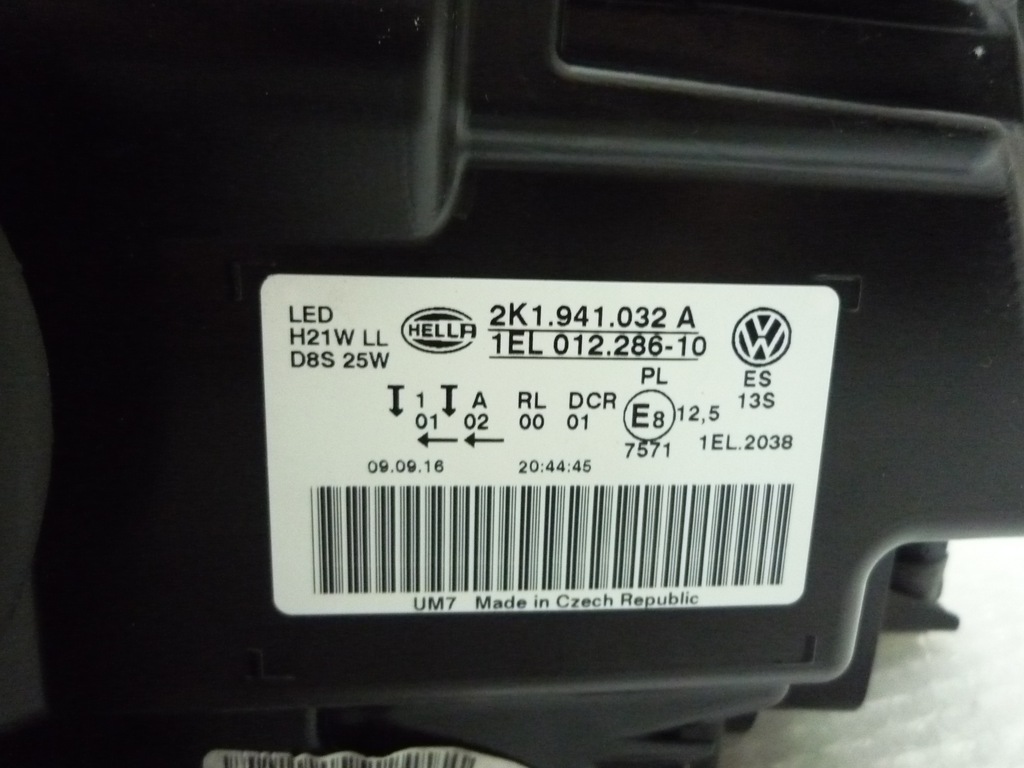 LED
H21W LL
D8S 25W
HELLA
2K1.941.032 A
1EL 012.286-10
VW
PL
ES
13S
1 A RL DCR
01 02 00 01
E8
12,5
7571
1EL.2038
09.09.16 20:44:45
UM7 Made in Czech Republic